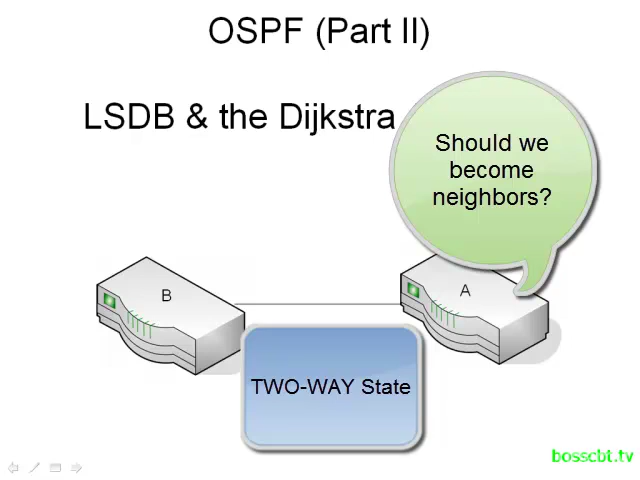 OSPF (Part II)
LSDB & the Dijkstra
Should we
become
neighbors?
B
A
TWO-WAY State
bosscbt.tv